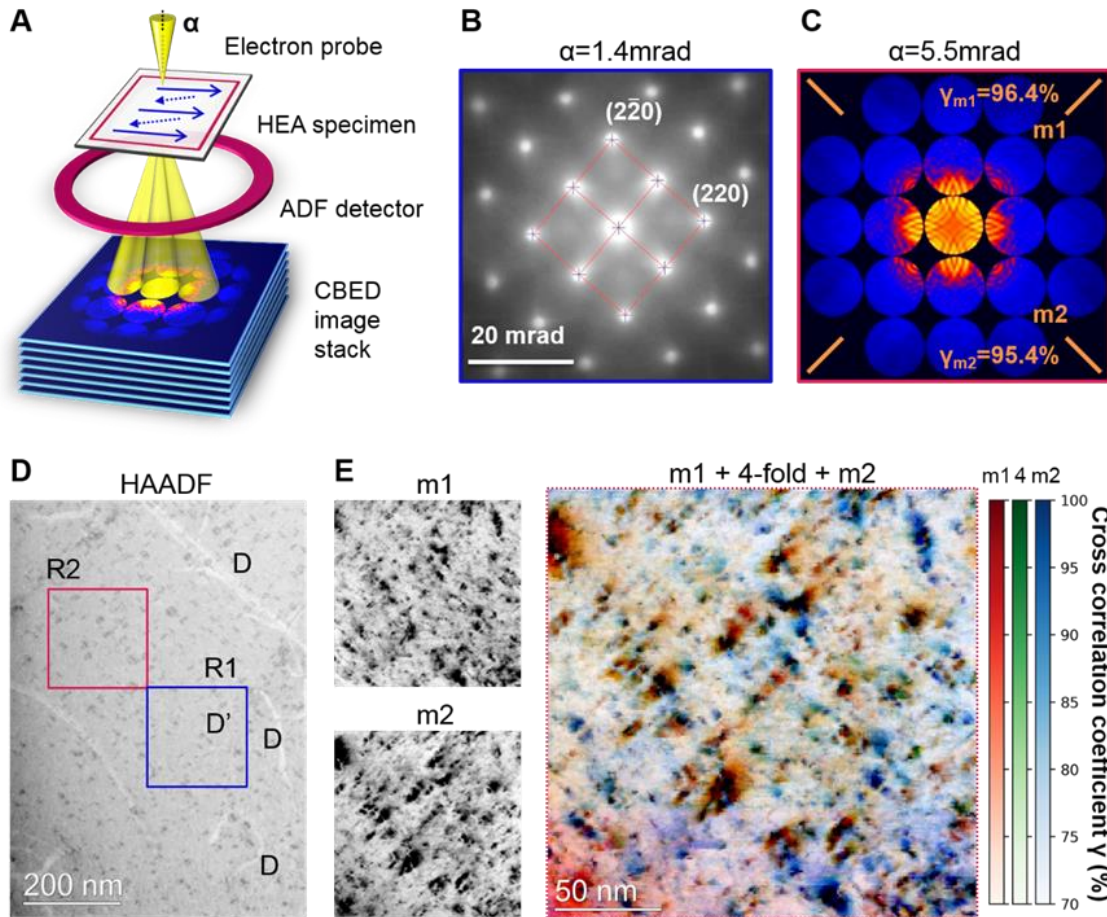 A
α
Electron probe
HEA specimen
ADF detector
CBED
image
stack
B
α=1.4mrad
(22̅0)
(220)
20 mrad
C
α=5.5mrad
γm1=96.4%
m1
m2
γm2=95.4%
D
HAADF
D
R2
R1
D'
D
D
200 nm
E
m1
m2
m1 + 4-fold + m2
50 nm
m1 4 m2
100
95
90
85
80
75
70
Cross correlation coefficient γ (%)